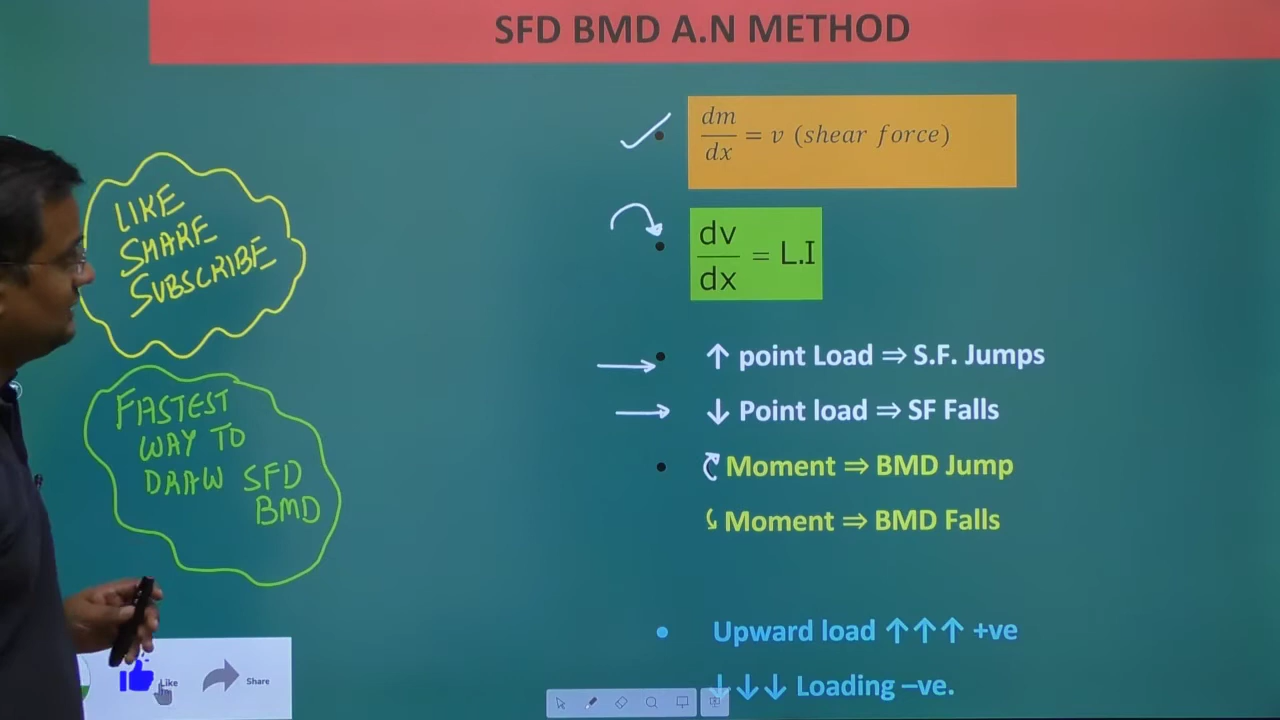 SFD BMD A.N METHOD
LIKE
SHARE
SUBSCRIBE
FASTEST
WAY TO
DRAW SFD
BMD
dm/dx = v (shear force)
dv/dx = L.I
↑ point Load ⇒ S.F. Jumps
↓ Point load ⇒ SF Falls
Moment ⇒ BMD Jump
Moment ⇒ BMD Falls
Upward load ↑↑↑ +ve
↓↓↓ Loading –ve.
Like
Share